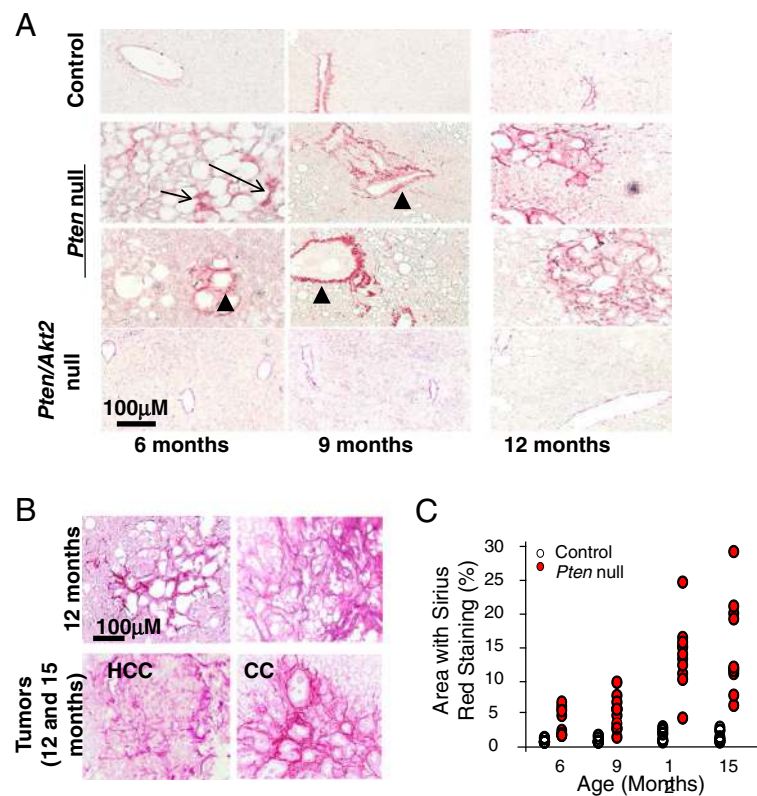 A
Control
Pten null
Pten/Akt2
null
100μM
6 months
9 months
12 months
B
12 months
100μM
Tumors
(12 and 15
months)
HCC
CC
C
Area with Sirius
Red Staining (%)
30
25
20
15
10
5
0
Control
Pten null
6
9
1
2
15
Age (Months)